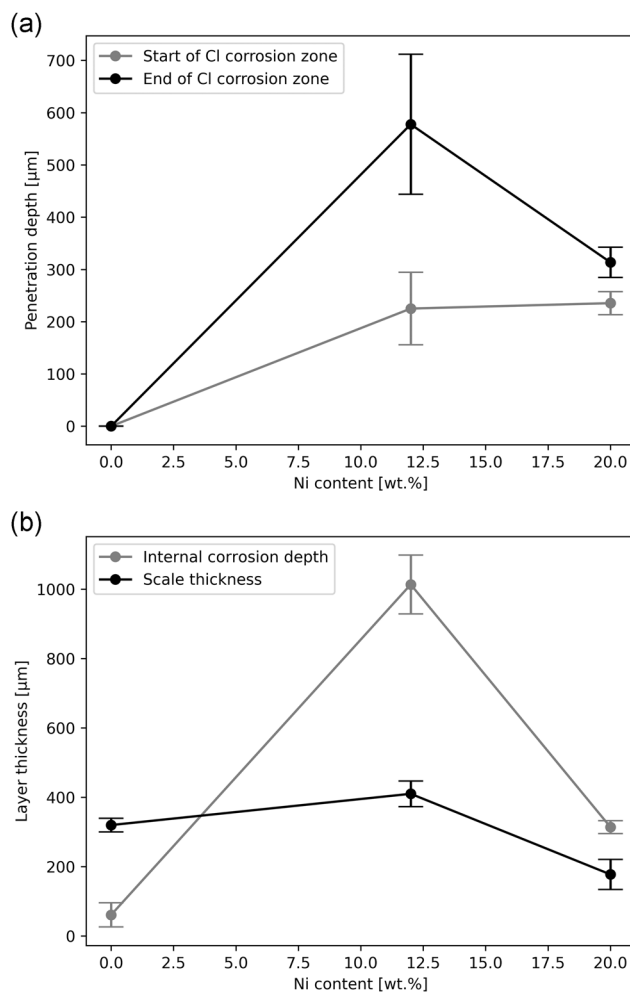 (a)
Start of Cl corrosion zone
End of Cl corrosion zone
Penetration depth [µm]
700
600
500
400
300
200
100
0
0.0 2.5 5.0 7.5 10.0 12.5 15.0 17.5 20.0
Ni content [wt.%]
(b)
Internal corrosion depth
Scale thickness
Layer thickness [µm]
1000
800
600
400
200
0
0.0 2.5 5.0 7.5 10.0 12.5 15.0 17.5 20.0
Ni content [wt.%]